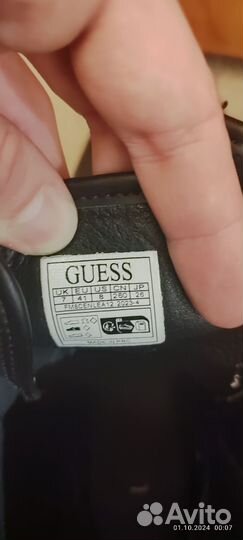 GUESS
UK EU US CN JP
7 41 8 260 26
MADE IN PRC
01.10.2024 00:07
Avito